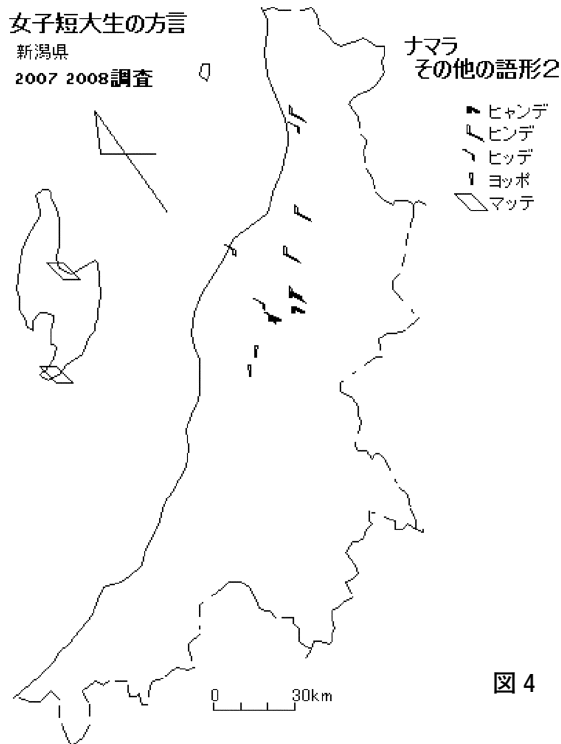 女子短大生の方言
新潟県
2007 2008調査
ナマラ
その他の語形２
ヒャンデ
ヒンデ
ヒッデ
ヨッポ
マッテ
0 30km
図 4